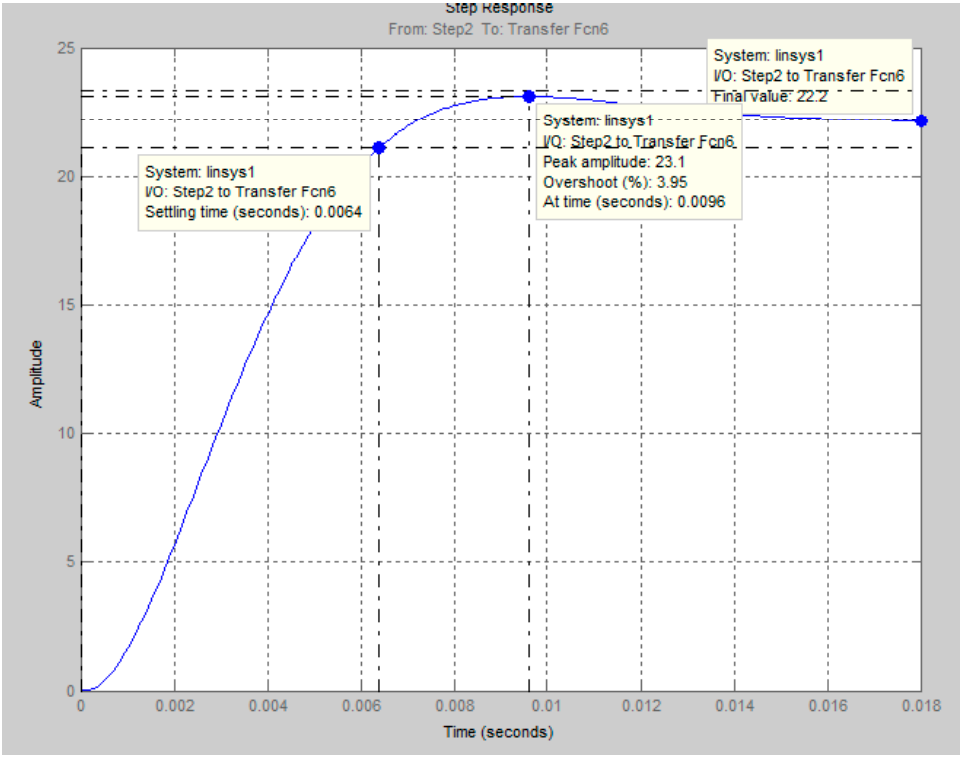 Step Response
From: Step2 To: Transfer Fcn6
System: linsys1
I/O: Step2 to Transfer Fcn6
Final value: 22.2
System: linsys1
I/O: Step2 to Transfer Fcn6
Peak amplitude: 23.1
Overshoot (%): 3.95
At time (seconds): 0.0096
System: linsys1
I/O: Step2 to Transfer Fcn6
Settling time (seconds): 0.0064
Amplitude
25
20
15
10
5
0
0 0.002 0.004 0.006 0.008 0.01 0.012 0.014 0.016 0.018
Time (seconds)